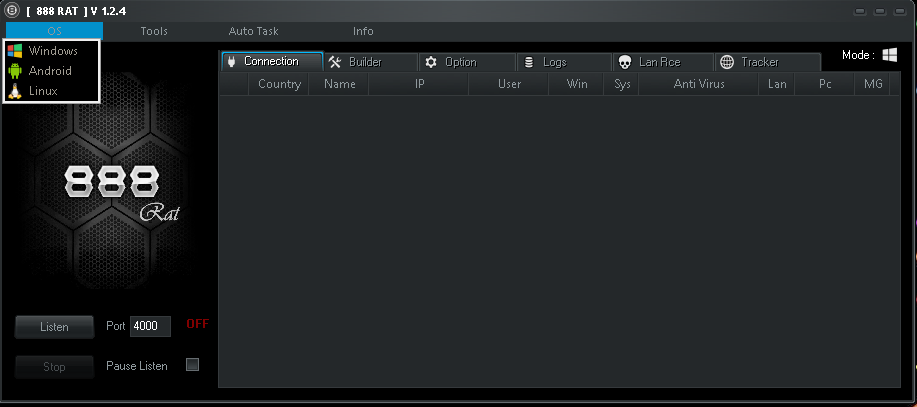 [ 888 RAT ] V 1.2.4
OS Tools Auto Task Info
Windows
Android
Linux
Connection Builder Option Logs Lan Rce Tracker Mode :
Country Name IP User Win Sys Anti Virus Lan Pc MG
888
Rat
Listen Port 4000 OFF
Stop Pause Listen